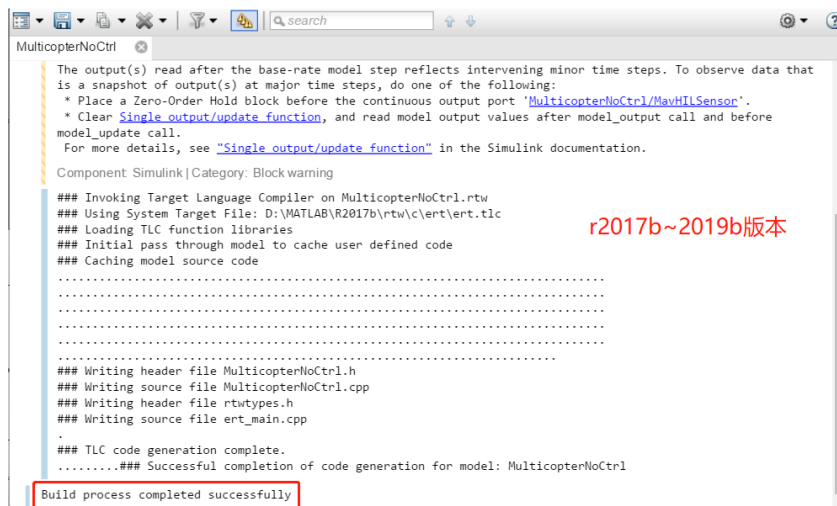 search
MulticopterNoCtrl
The output(s) read after the base-rate model step reflects intervening minor time steps. To observe data that
is a snapshot of output(s) at major time steps, do one of the following:
* Place a Zero-Order Hold block before the continuous output port 'MulticopterNoCtrl/MavHILSensor'.
* Clear Single output/update function, and read model output values after model_output call and before
model_update call.
For more details, see "Single output/update function" in the Simulink documentation.
Component: Simulink | Category: Block warning
### Invoking Target Language Compiler on MulticopterNoCtrl.rtw
### Using System Target File: D:\MATLAB\R2017b\rtw\c\ert\ert.tlc
### Loading TLC function libraries
r2017b~2019b版本
### Initial pass through model to cache user defined code
### Caching model source code
...............................................................................
...............................................................................
...............................................................................
...............................................................................
...............................................................................
........................................................................
### Writing header file MulticopterNoCtrl.h
### Writing source file MulticopterNoCtrl.cpp
### Writing header file rtwtypes.h
### Writing source file ert_main.cpp
.
### TLC code generation complete.
.........### Successful completion of code generation for model: MulticopterNoCtrl
Build process completed successfully